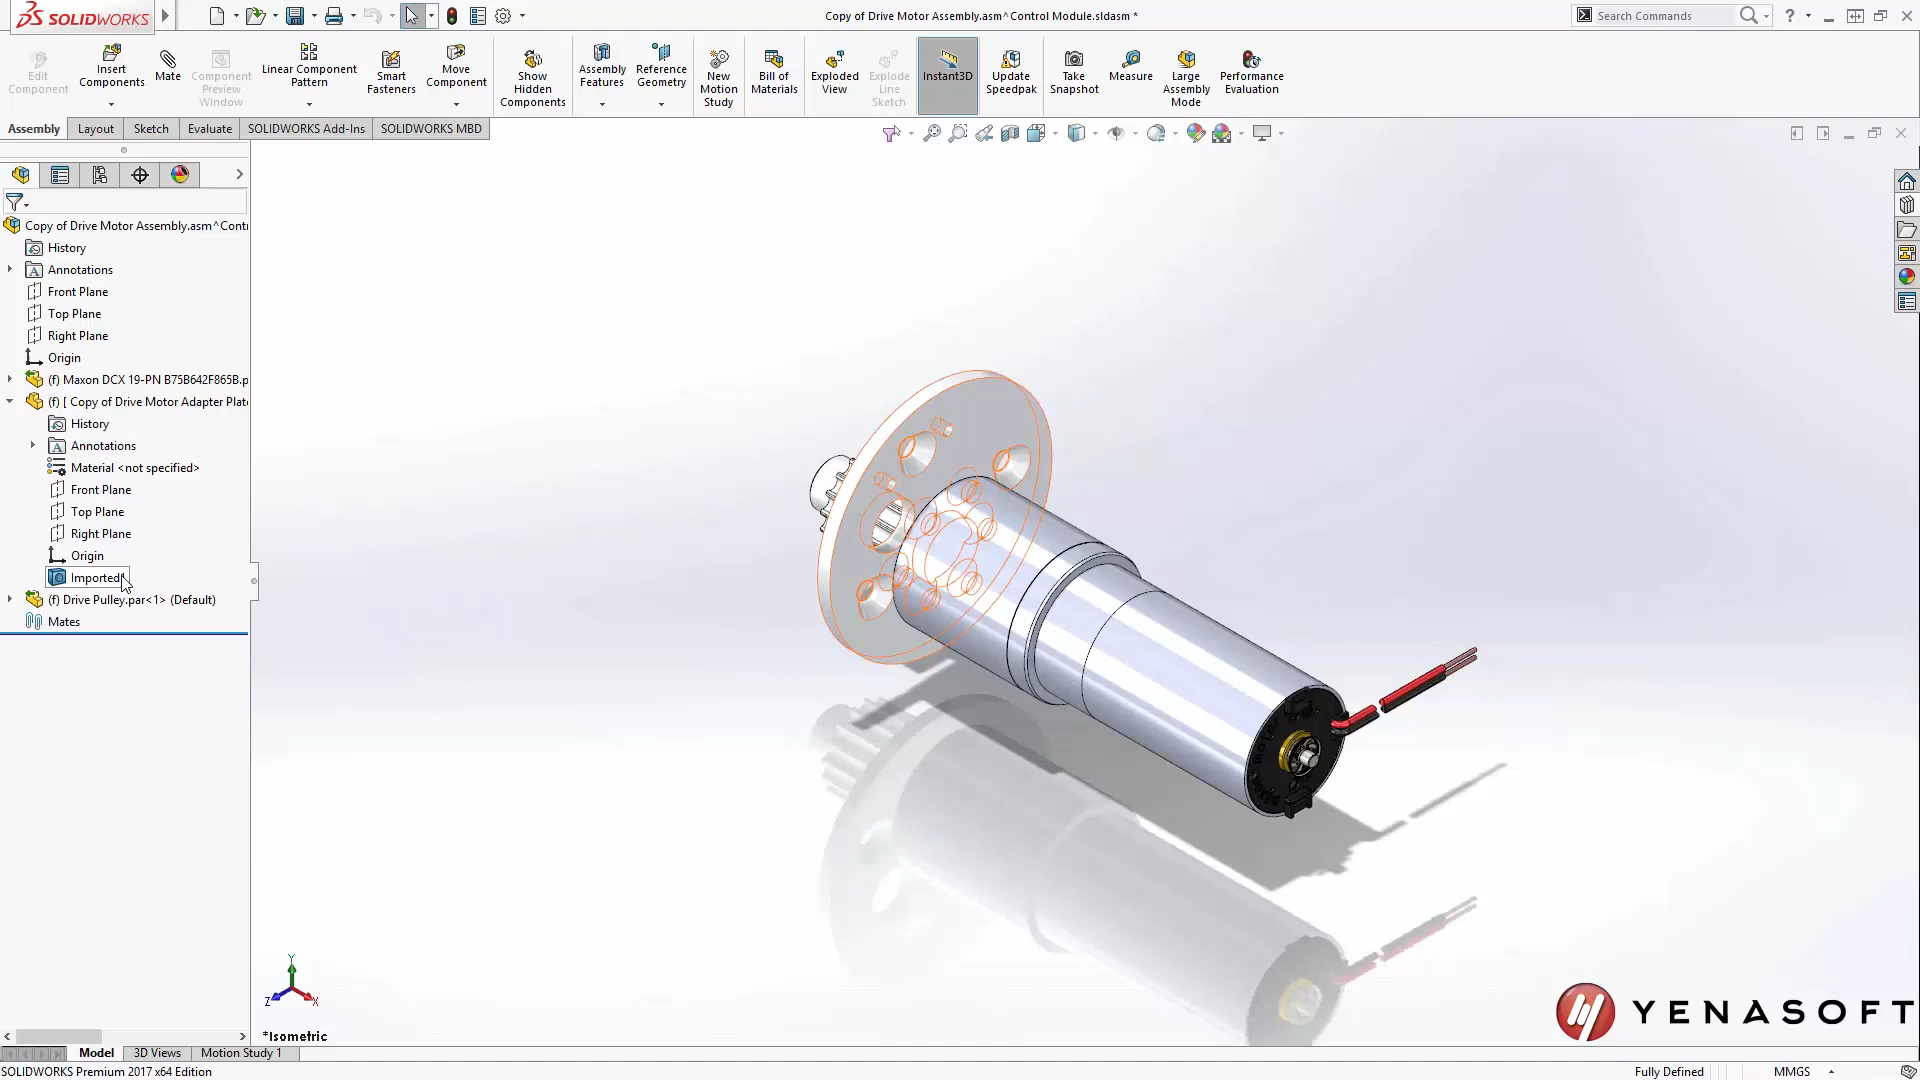 SOLIDWORKS
Copy of Drive Motor Assembly.asm^Control Module.sldasm *
Search Commands
Edit Component
Insert Components
Mate
Component Preview Window
Linear Component Pattern
Smart Fasteners
Move Component
Show Hidden Components
Assembly Features
Reference Geometry
New Motion Study
Bill of Materials
Exploded View
Explode Line Sketch
Instant3D
Update Speedpak
Take Snapshot
Measure
Large Assembly Mode
Performance Evaluation
Assembly
Layout
Sketch
Evaluate
SOLIDWORKS Add-Ins
SOLIDWORKS MBD
Copy of Drive Motor Assembly.asm^Contr
History
Annotations
Front Plane
Top Plane
Right Plane
Origin
(f) Maxon DCX 19-PN B75B642F865B.p
(f) [ Copy of Drive Motor Adapter Plat
History
Annotations
Material <not specified>
Front Plane
Top Plane
Right Plane
Origin
Imported1
(f) Drive Pulley.par<1> (Default)
Mates
Y
Z
X
*Isometric
YENASOFT
Model
3D Views
Motion Study 1
SOLIDWORKS Premium 2017 x64 Edition
Fully Defined
MMGS